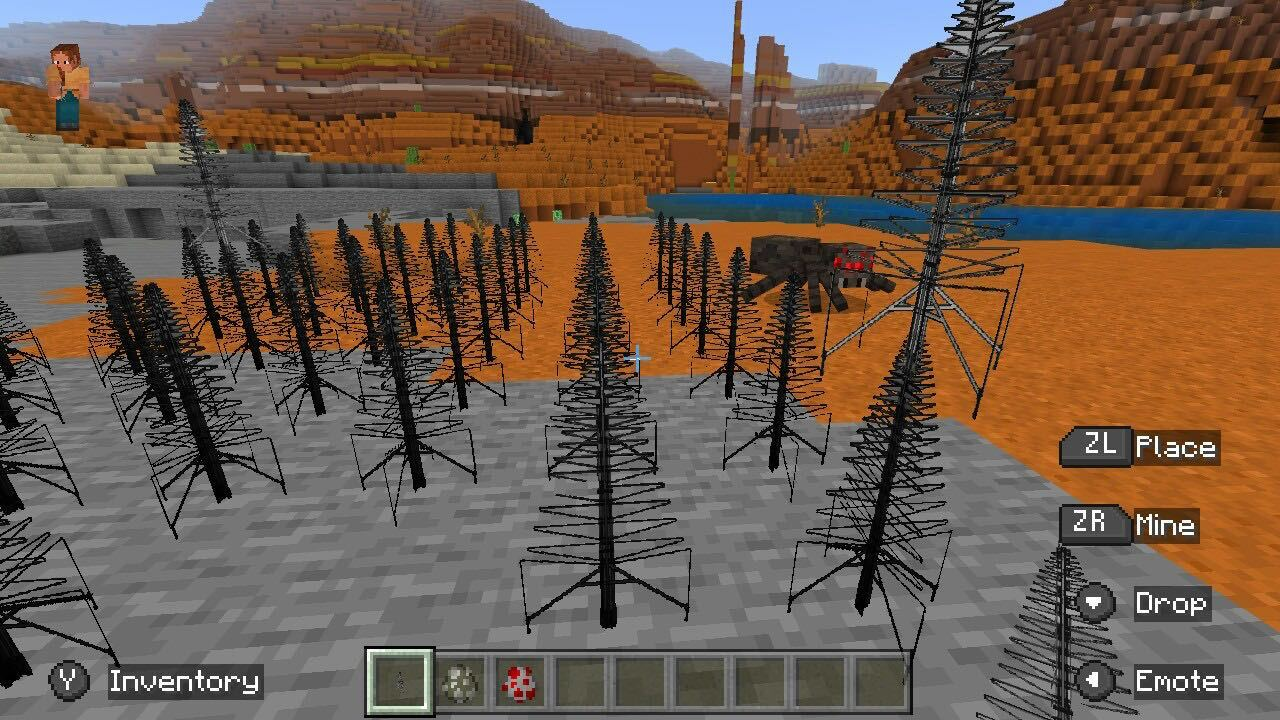 ZL Place
ZR Mine
Drop
Y Inventory
Emote